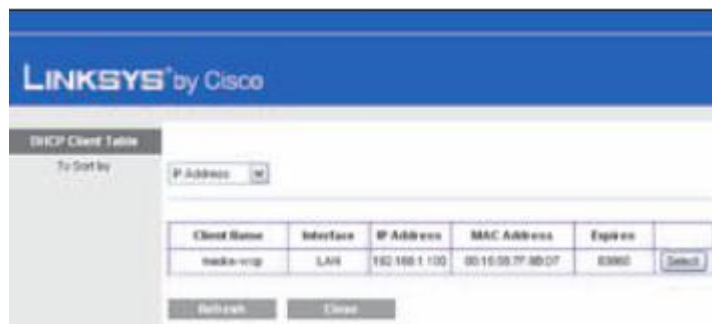 LINKSYS by Cisco
DHCP Client Table
To Sort by
IP Address
Client Name Interface IP Address MAC Address Expires
LAN 192.168.1.100 Select
Refresh Close